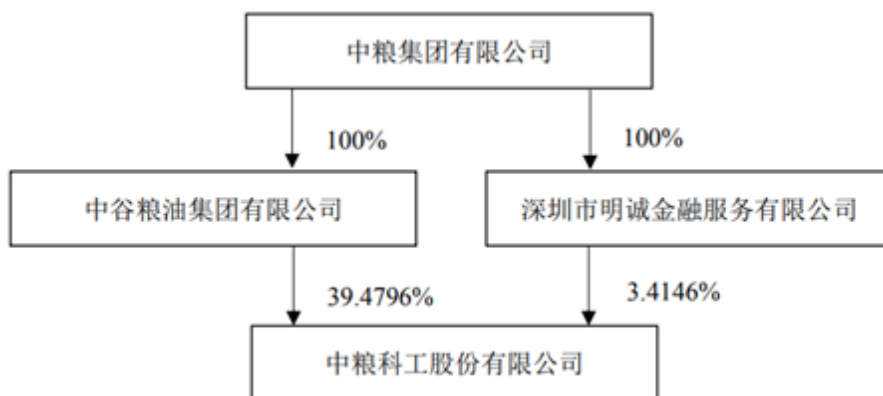 中粮集团有限公司
100%
100%
中谷粮油集团有限公司
深圳市明诚金融服务有限公司
39.4796%
3.4146%
中粮科工股份有限公司